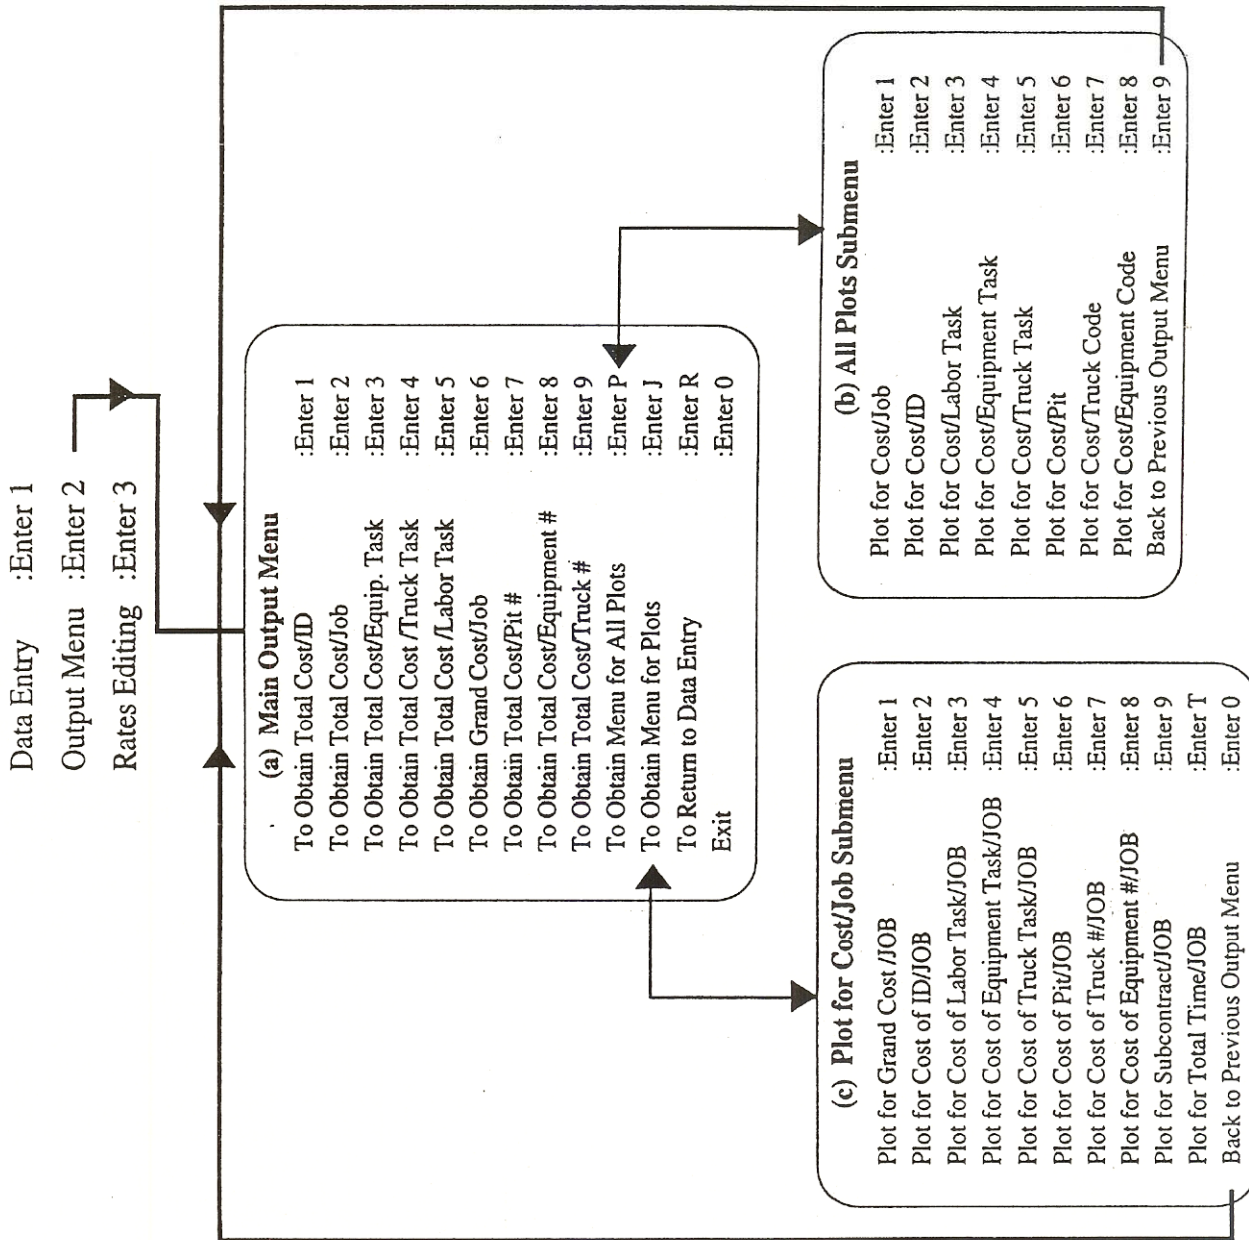 Data Entry :Enter 1
Output Menu :Enter 2
Rates Editing :Enter 3
(a) Main Output Menu
To Obtain Total Cost/ID :Enter 1
To Obtain Total Cost/Job :Enter 2
To Obtain Total Cost/Equip. Task :Enter 3
To Obtain Total Cost /Truck Task :Enter 4
To Obtain Total Cost /Labor Task :Enter 5
To Obtain Grand Cost/Job :Enter 6
To Obtain Total Cost/Pit # :Enter 7
To Obtain Total Cost/Equipment # :Enter 8
To Obtain Total Cost/Truck # :Enter 9
To Obtain Menu for All Plots :Enter P
To Obtain Menu for Plots :Enter J
To Return to Data Entry :Enter R
Exit :Enter 0
(c) Plot for Cost/Job Submenu
Plot for Grand Cost /JOB :Enter 1
Plot for Cost of ID/JOB :Enter 2
Plot for Cost of Labor Task/JOB :Enter 3
Plot for Cost of Equipment Task/JOB :Enter 4
Plot for Cost of Truck Task/JOB :Enter 5
Plot for Cost of Pit/JOB :Enter 6
Plot for Cost of Truck #/JOB :Enter 7
Plot for Cost of Equipment #/JOB :Enter 8
Plot for Subcontract/JOB :Enter 9
Plot for Total Time/JOB :Enter T
Back to Previous Output Menu :Enter 0
(b) All Plots Submenu
Plot for Cost/Job :Enter 1
Plot for Cost/ID :Enter 2
Plot for Cost/Labor Task :Enter 3
Plot for Cost/Equipment Task :Enter 4
Plot for Cost/Truck Task :Enter 5
Plot for Cost/Pit :Enter 6
Plot for Cost/Truck Code :Enter 7
Plot for Cost/Equipment Code :Enter 8
Back to Previous Output Menu :Enter 9